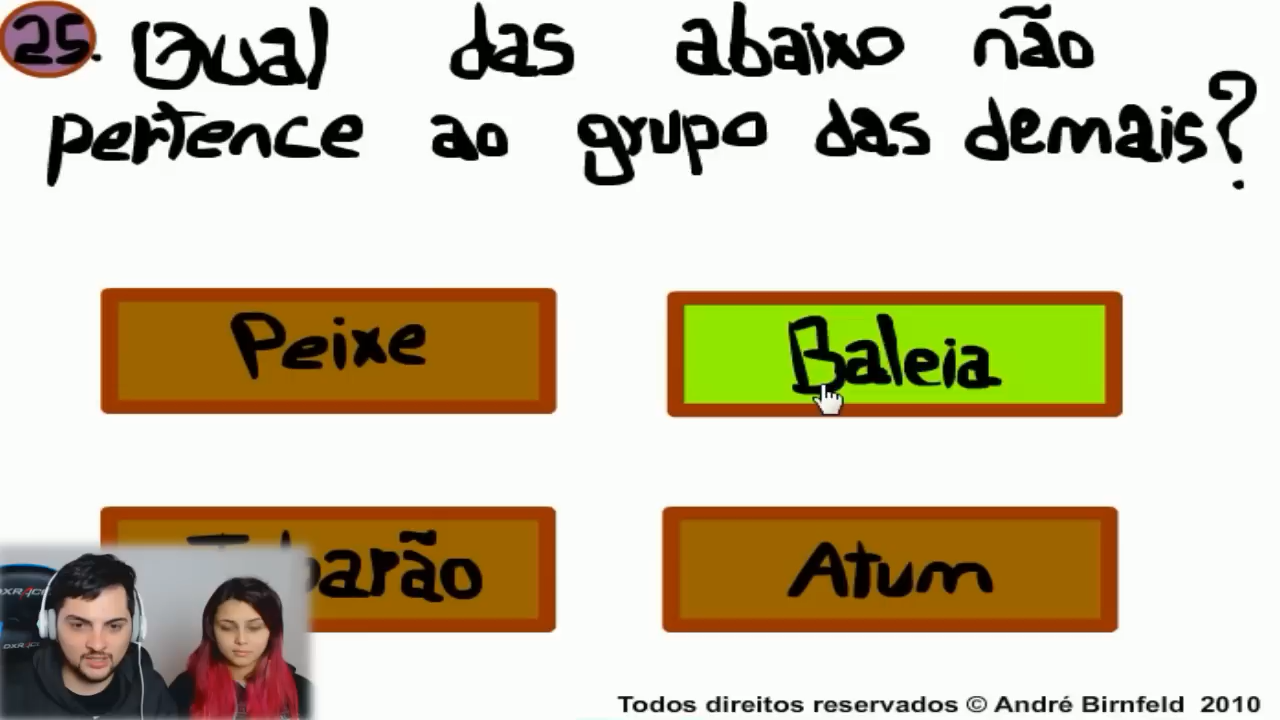 25. Qual das abaixo não
pertence ao grupo das demais?
Peixe
Baleia
Atum
Todos direitos reservados © André Birnfeld 2010